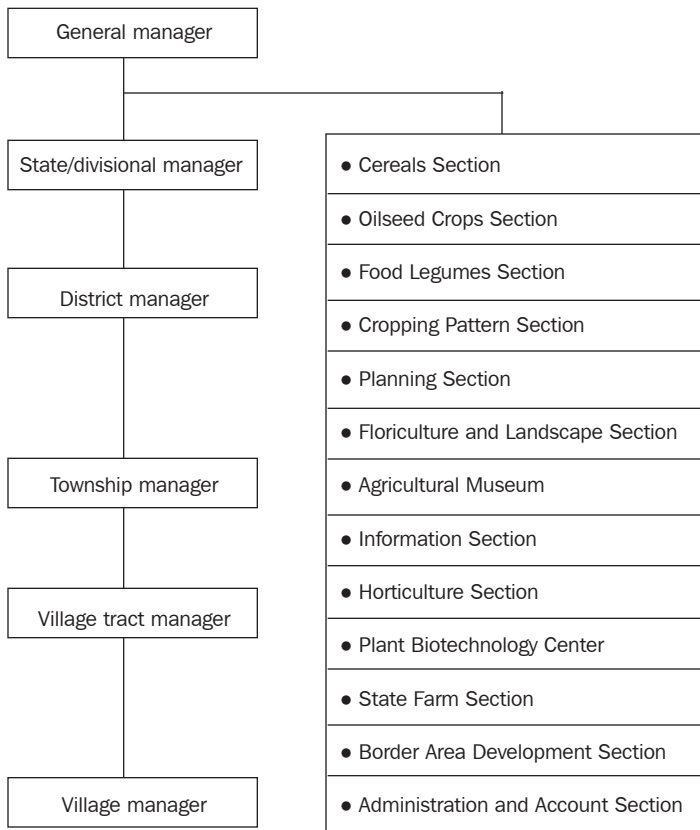 General manager
State/divisional manager
District manager
Township manager
Village tract manager
Village manager
● Cereals Section
● Oilseed Crops Section
● Food Legumes Section
● Cropping Pattern Section
● Planning Section
● Floriculture and Landscape Section
● Agricultural Museum
● Information Section
● Horticulture Section
● Plant Biotechnology Center
● State Farm Section
● Border Area Development Section
● Administration and Account Section